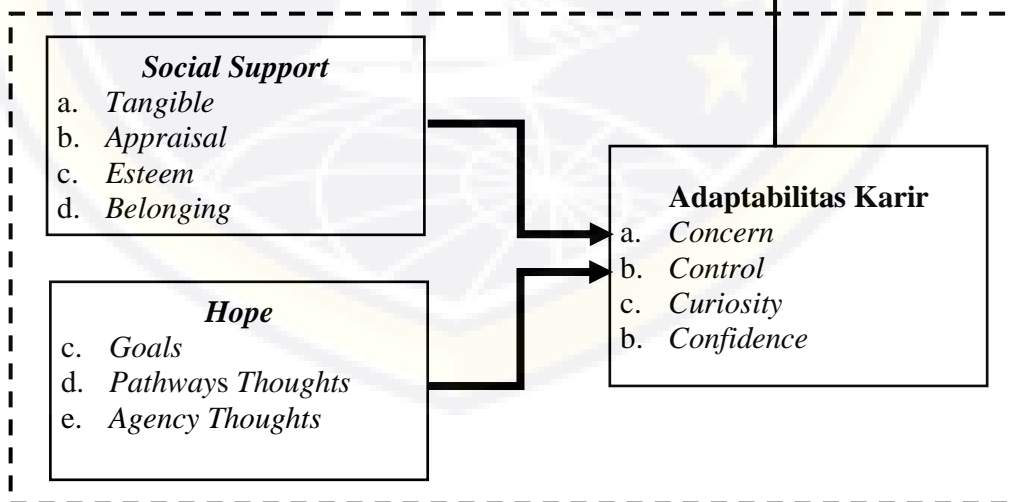 Social Support
a. Tangible
b. Appraisal
c. Esteem
d. Belonging
Hope
c. Goals
d. Pathways Thoughts
e. Agency Thoughts
Adaptabilitas Karir
a. Concern
b. Control
c. Curiosity
b. Confidence